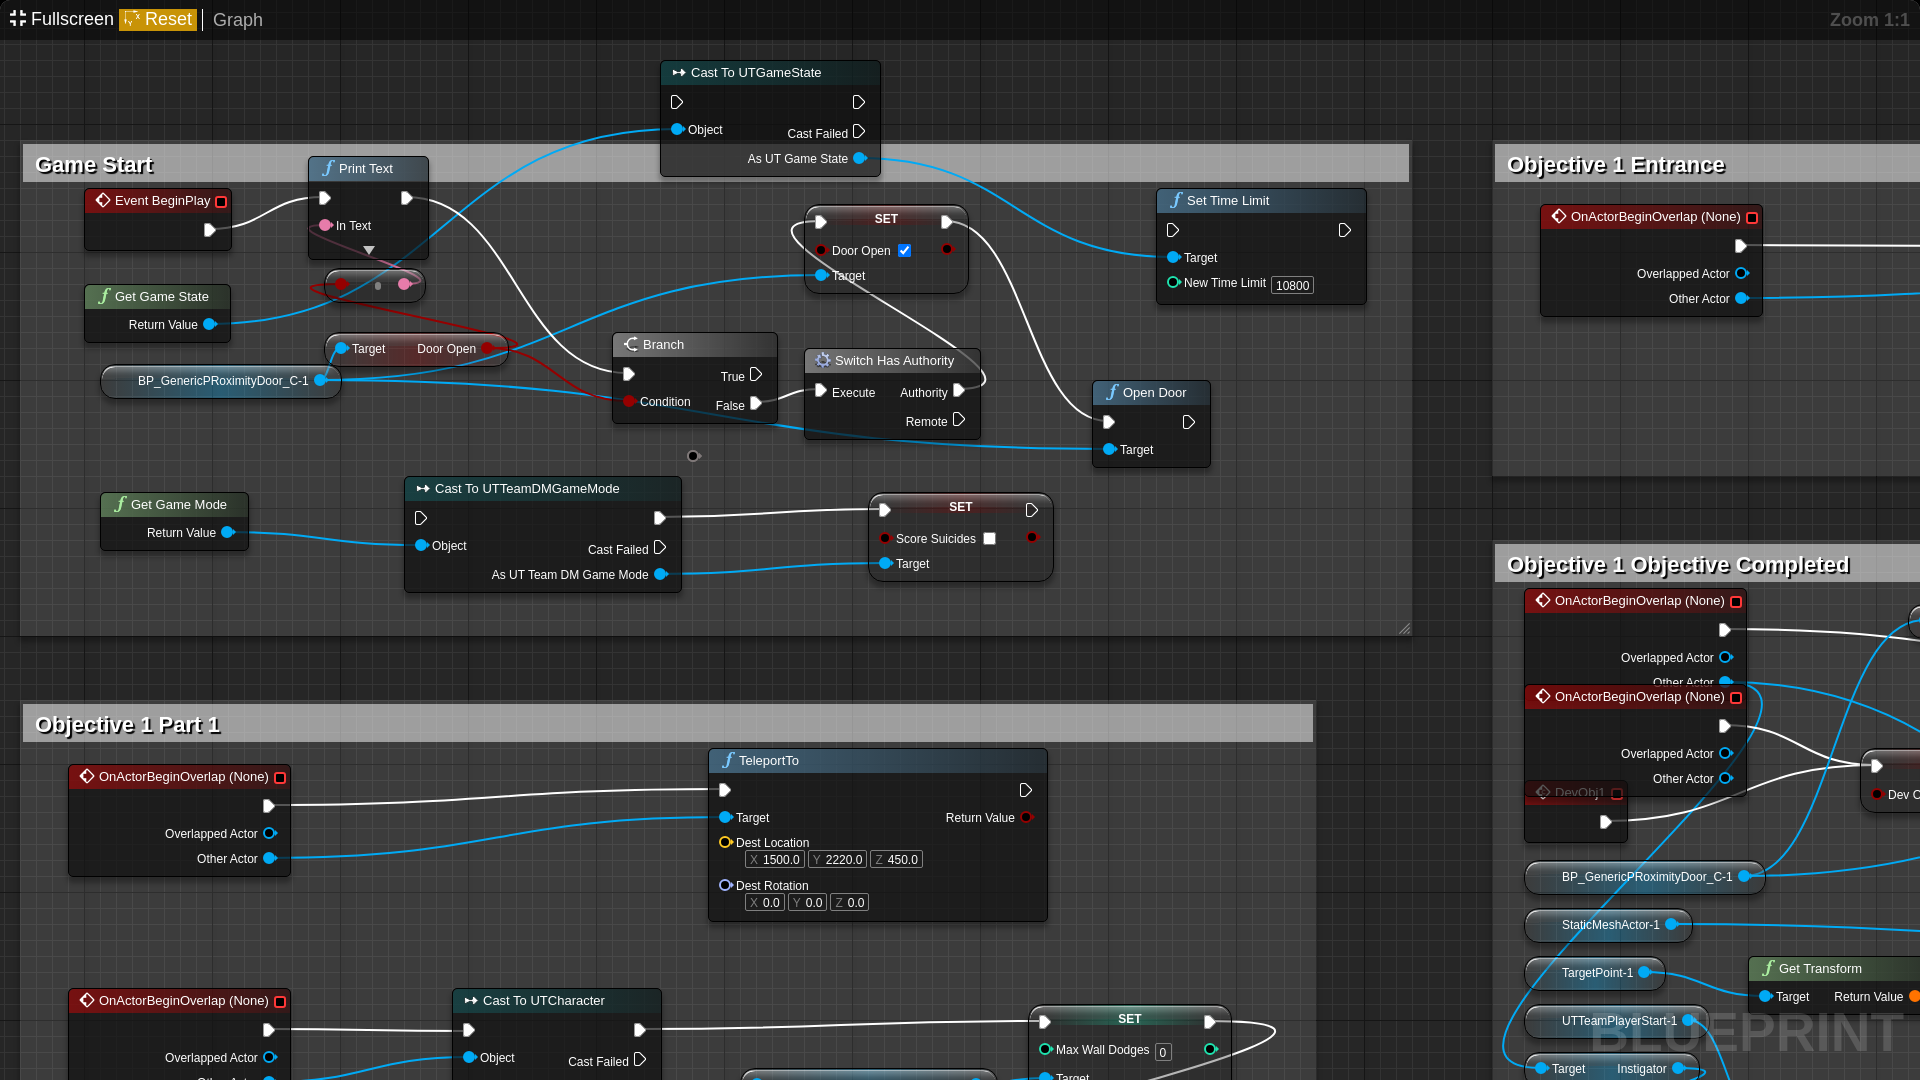 Fullscreen Reset Graph Zoom 1:1
Cast To UTGameState
Object
Cast Failed
As UT Game State
Game Start
Print Text
In Text
Event BeginPlay
Get Game State
Return Value
Target Door Open
BP_GenericPRoximityDoor_C-1
SET
Door Open
Target
Set Time Limit
Target
New Time Limit 10800
Branch
True
Condition False
Switch Has Authority
Execute Authority
Remote
Open Door
Target
Get Game Mode
Return Value
Cast To UTTeamDMGameMode
Object
Cast Failed
As UT Team DM Game Mode
SET
Score Suicides
Target
Objective 1 Entrance
OnActorBeginOverlap (None)
Overlapped Actor
Other Actor
Objective 1 Objective Completed
OnActorBeginOverlap (None)
Overlapped Actor
Other Actor
OnActorBeginOverlap (None)
Overlapped Actor
Other Actor
DevObj1
Dev
BP_GenericPRoximityDoor_C-1
StaticMeshActor-1
TargetPoint-1
Get Transform
Target Return Value
UTTeamPlayerStart-1
Target Instigator
BLUEPRINT
Objective 1 Part 1
OnActorBeginOverlap (None)
Overlapped Actor
Other Actor
TeleportTo
Target Return Value
Dest Location
X 1500.0 Y 2220.0 Z 450.0
Dest Rotation
X 0.0 Y 0.0 Z 0.0
OnActorBeginOverlap (None)
Overlapped Actor
Other Actor
Cast To UTCharacter
Object
Cast Failed
SET
Max Wall Dodges 0
Target